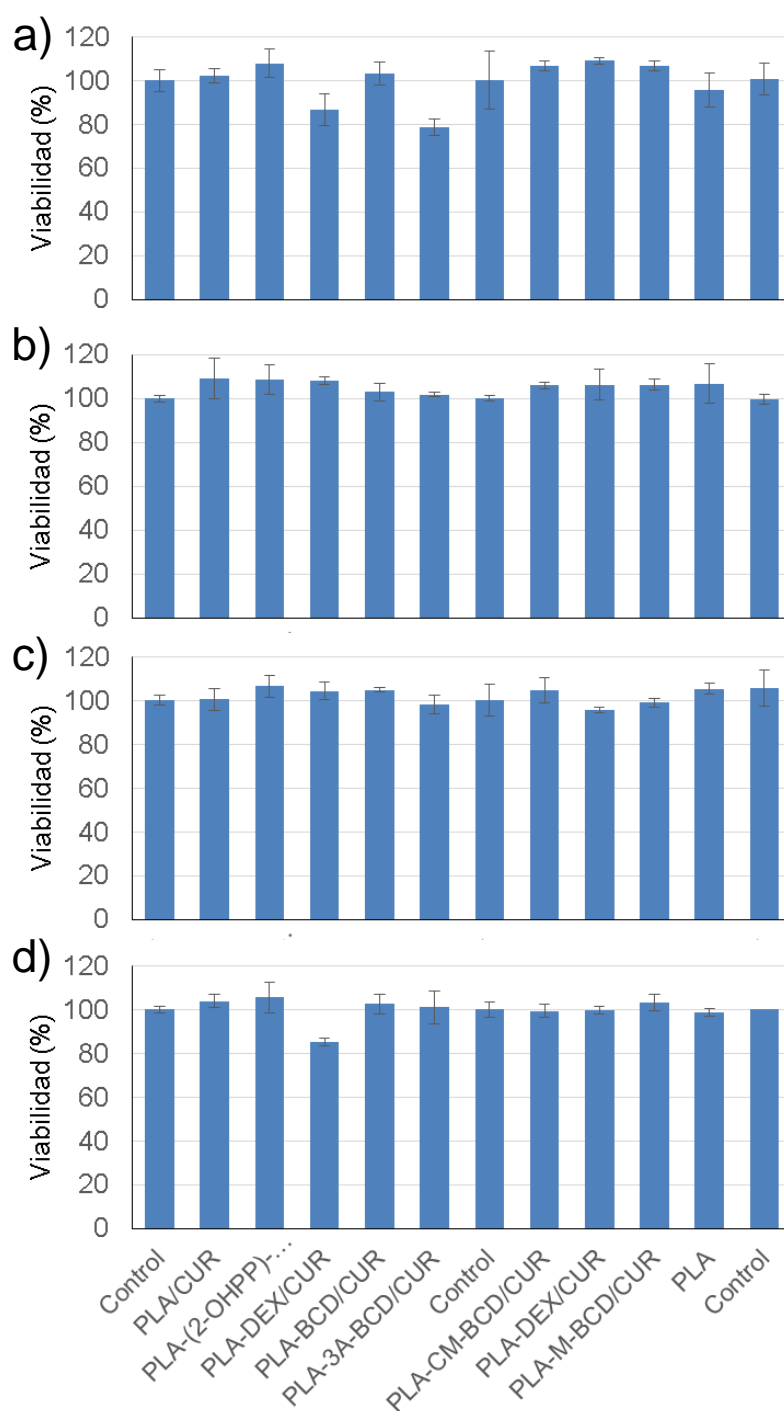 a)
Viabilidad (%)
120
100
80
60
40
20
0
b)
Viabilidad (%)
120
100
80
60
40
20
0
c)
Viabilidad (%)
120
100
80
60
40
20
0
d)
Viabilidad (%)
120
100
80
60
40
20
0
Control
PLA/CUR
PLA-(2-OHPP)-...
PLA-DEX/CUR
PLA-BCD/CUR
PLA-3A-BCD/CUR
Control
PLA-CM-BCD/CUR
PLA-DEX/CUR
PLA-M-BCD/CUR
PLA
Control